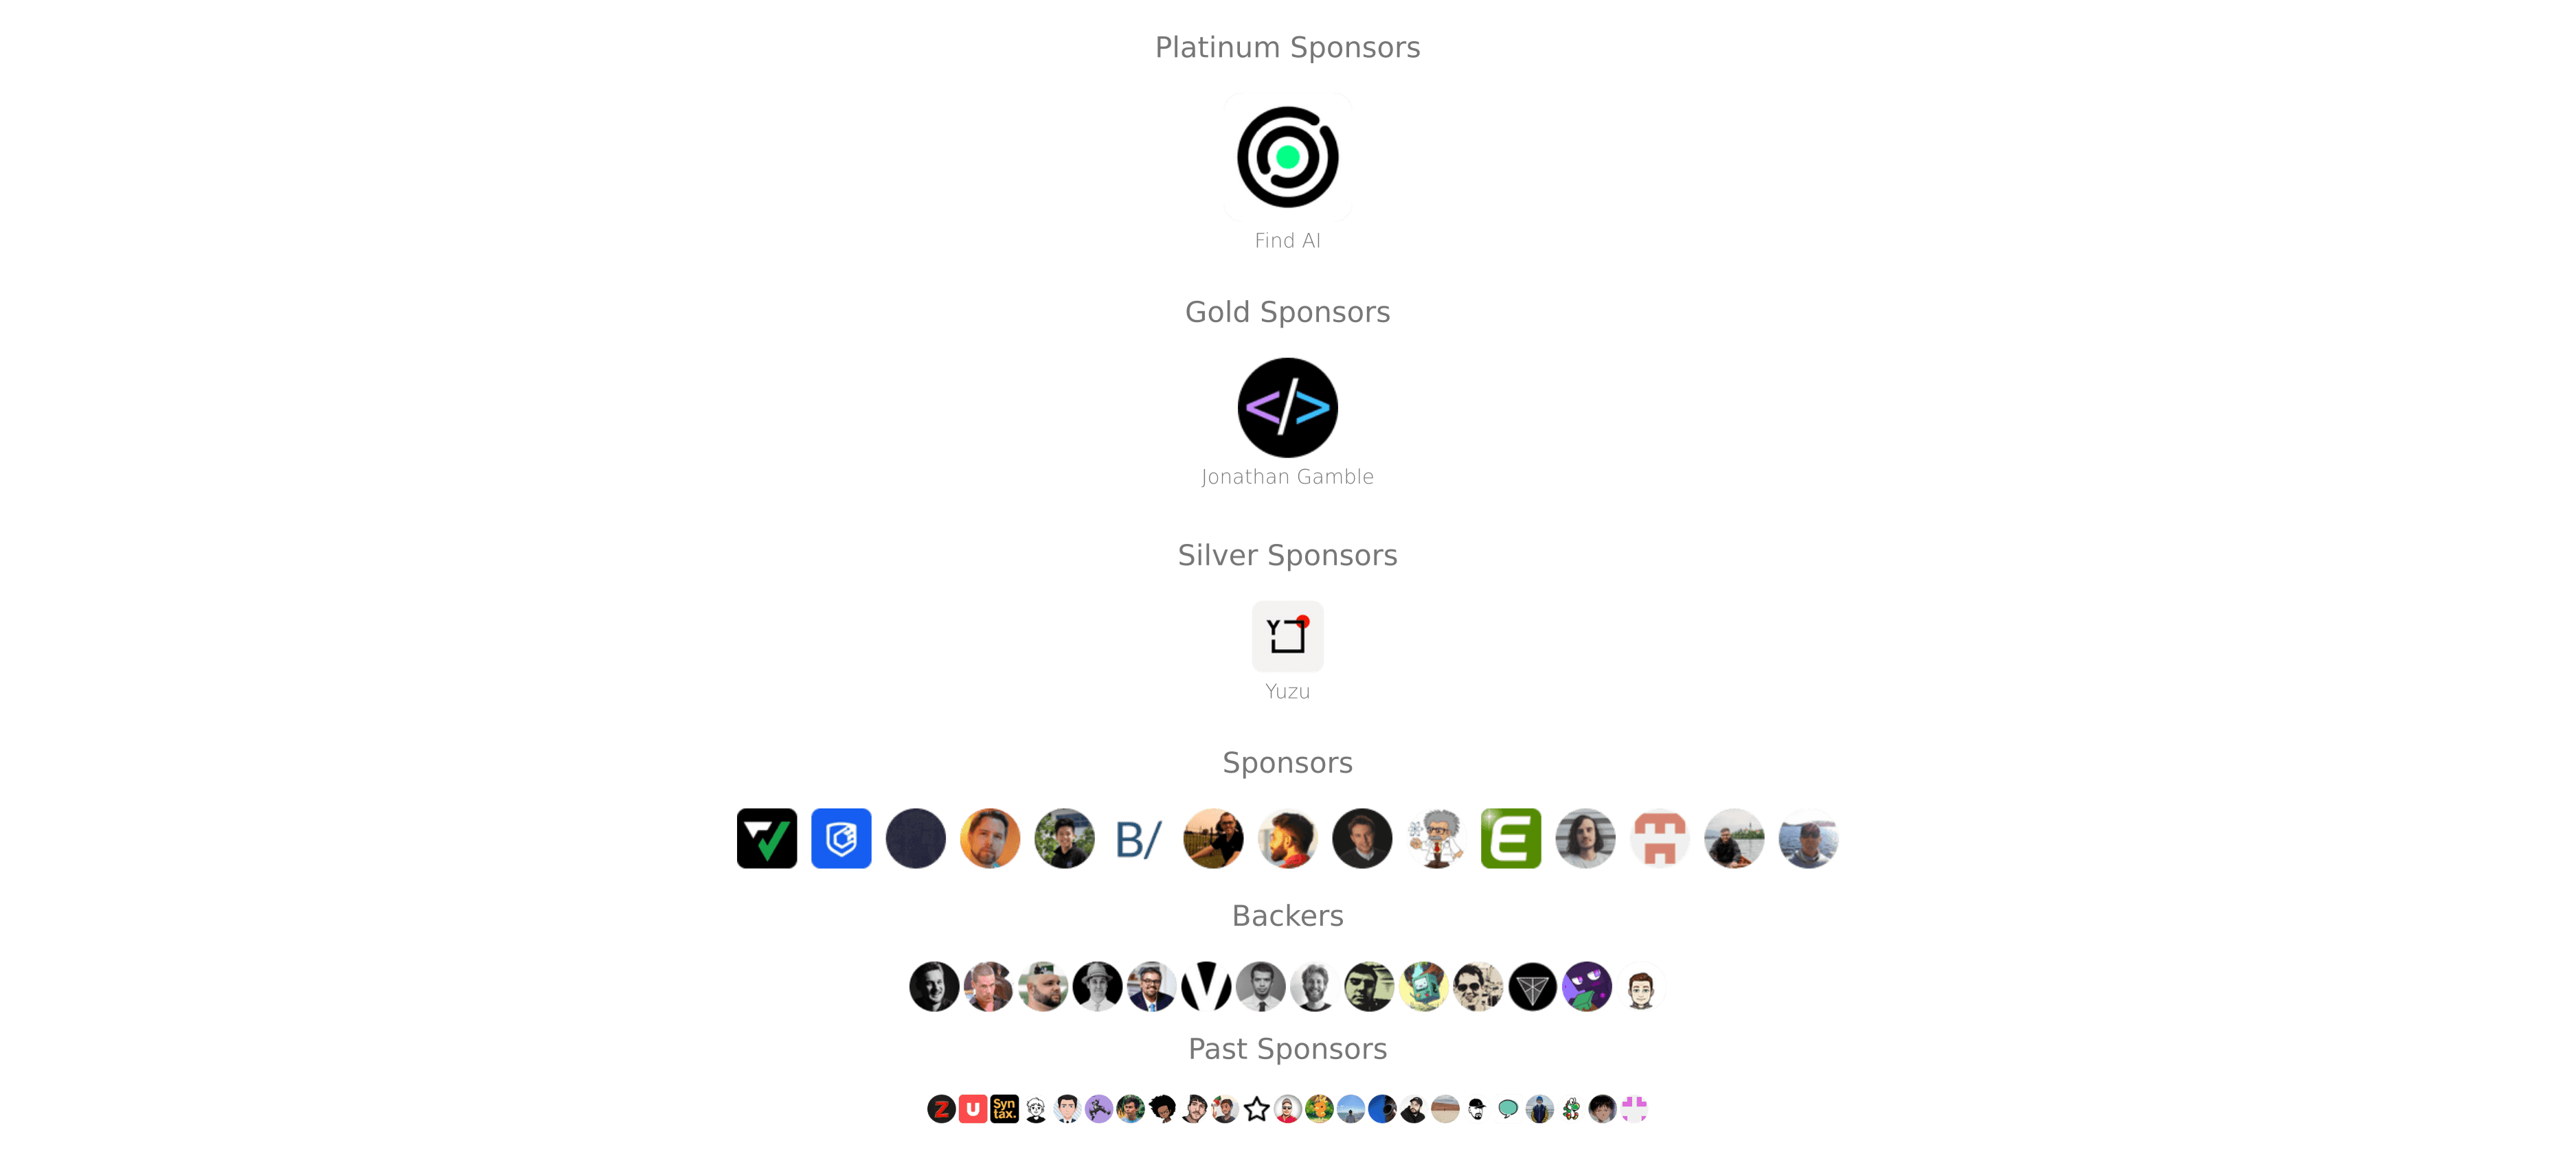 Platinum Sponsors
Find AI
Gold Sponsors
</>
Jonathan Gamble
Silver Sponsors
Y
Yuzu
Sponsors
B/
E
Backers
V
Past Sponsors
Z
U
Syn
tax.